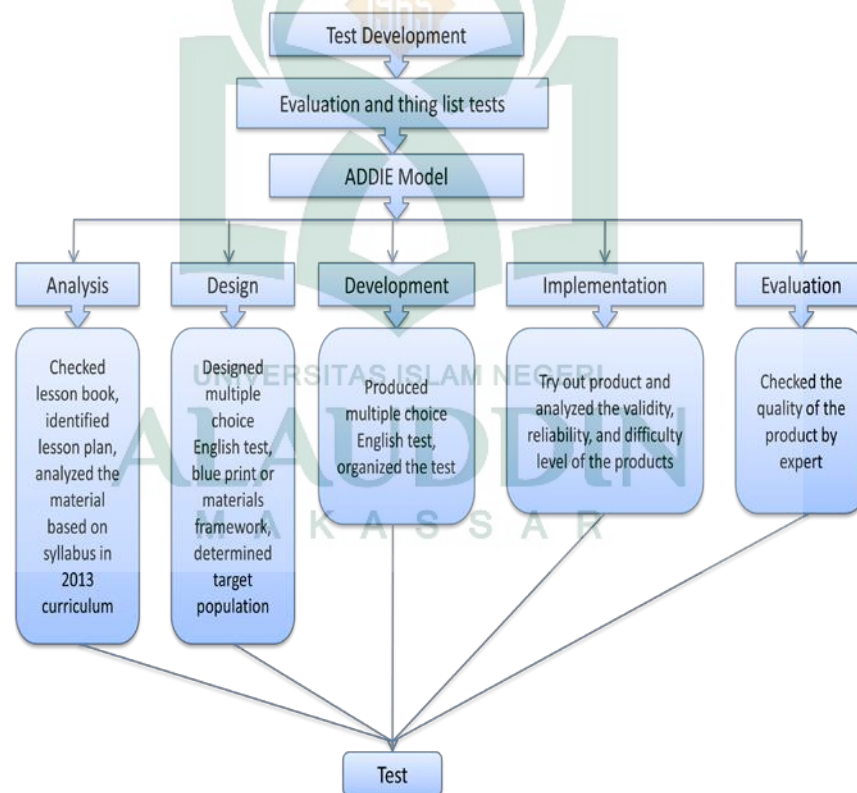 Test Development
Evaluation and thing list tests
ADDIE Model
Analysis
Design
Development
Implementation
Evaluation
Checked
lesson book,
identified
lesson plan,
analyzed the
material
based on
syllabus in
2013
curriculum
Designed
multiple
choice
English test,
blue print or
materials
framework,
determined
target
population
Produced
multiple choice
English test,
organized the test
Try out product and
analyzed the validity,
reliability, and difficulty
level of the products
Checked the
quality of the
product by
expert
UNIVERSITAS ISLAM NEGERI
ALAUDDIN
MAKASSAR
Test